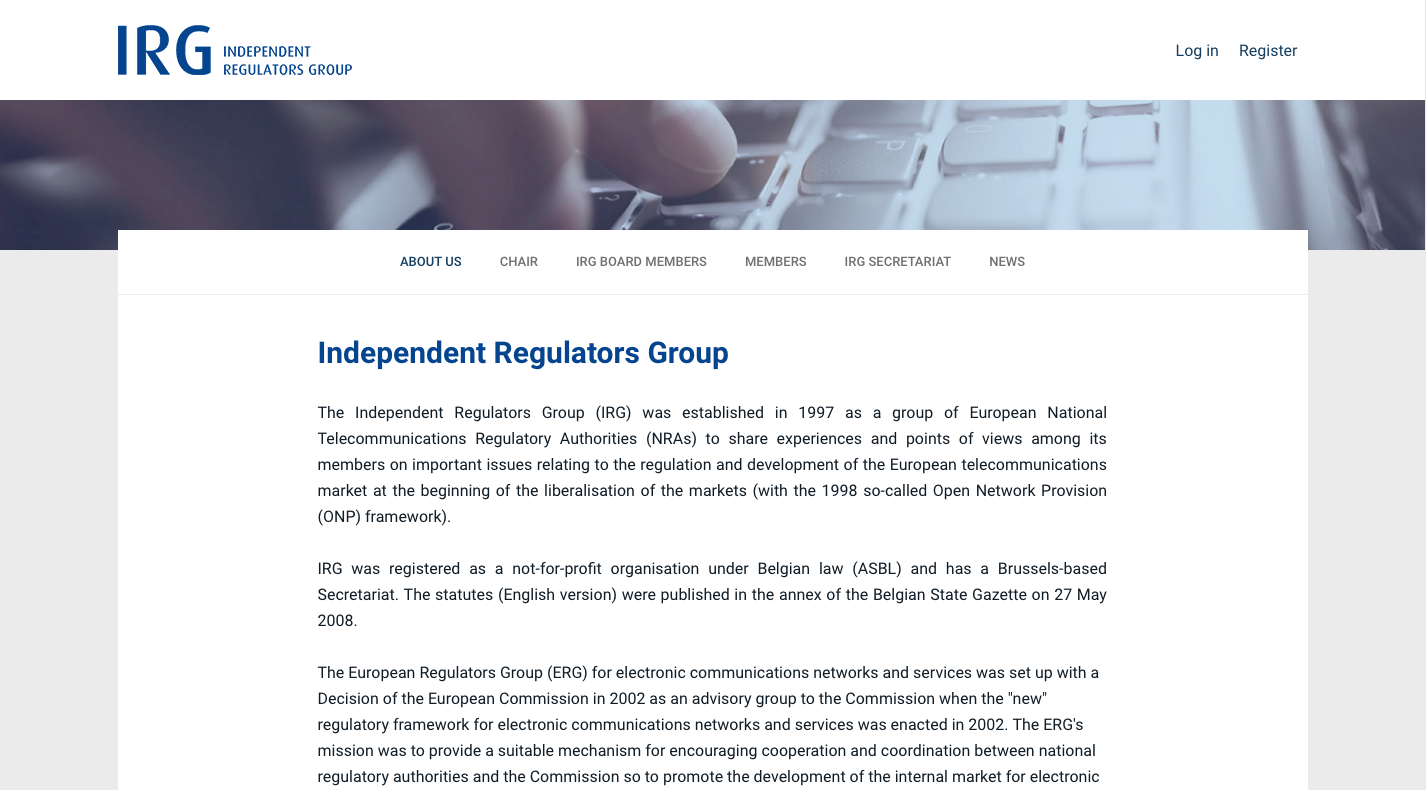 IRG INDEPENDENT
REGULATORS GROUP
Log in Register
P
ABOUT US CHAIR IRG BOARD MEMBERS MEMBERS IRG SECRETARIAT NEWS
Independent Regulators Group
The Independent Regulators Group (IRG) was established in 1997 as a group of European National
Telecommunications Regulatory Authorities (NRAs) to share experiences and points of views among its
members on important issues relating to the regulation and development of the European telecommunications
market at the beginning of the liberalisation of the markets (with the 1998 so-called Open Network Provision
(ONP) framework).
IRG was registered as a not-for-profit organisation under Belgian law (ASBL) and has a Brussels-based
Secretariat. The statutes (English version) were published in the annex of the Belgian State Gazette on 27 May
2008.
The European Regulators Group (ERG) for electronic communications networks and services was set up with a
Decision of the European Commission in 2002 as an advisory group to the Commission when the "new"
regulatory framework for electronic communications networks and services was enacted in 2002. The ERG's
mission was to provide a suitable mechanism for encouraging cooperation and coordination between national
regulatory authorities and the Commission so to promote the development of the internal market for electronic